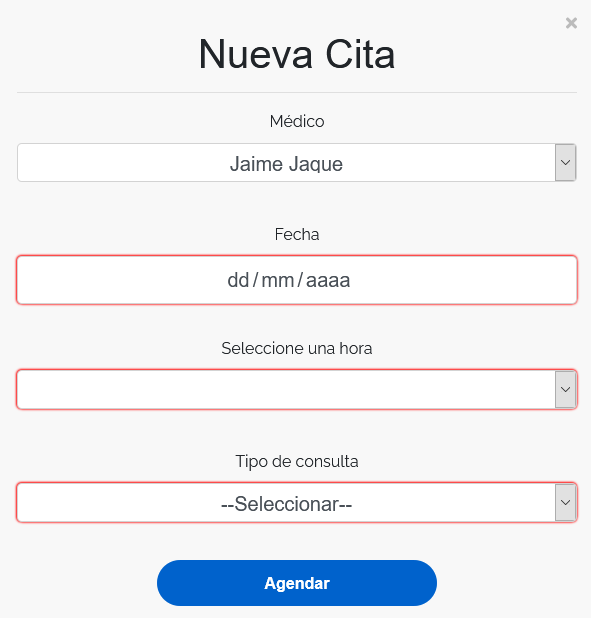 ×
Nueva Cita
Médico
Jaime Jaque
Fecha
dd/mm/aaaa
Seleccione una hora
Tipo de consulta
--Seleccionar--
Agendar